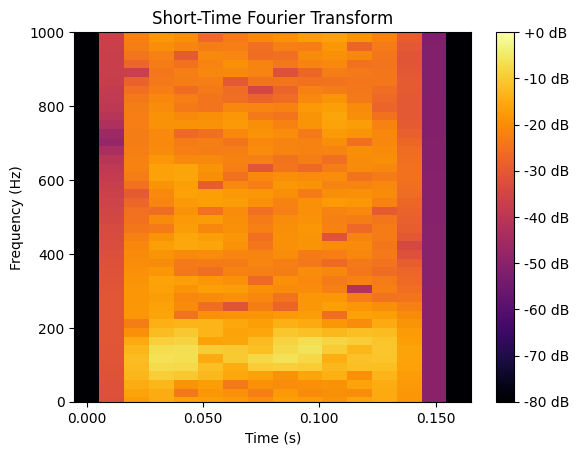 Short-Time Fourier Transform
1000
800
600
400
200
0
Frequency (Hz)
0.000
0.050
0.100
0.150
Time (s)
+0 dB
-10 dB
-20 dB
-30 dB
-40 dB
-50 dB
-60 dB
-70 dB
-80 dB